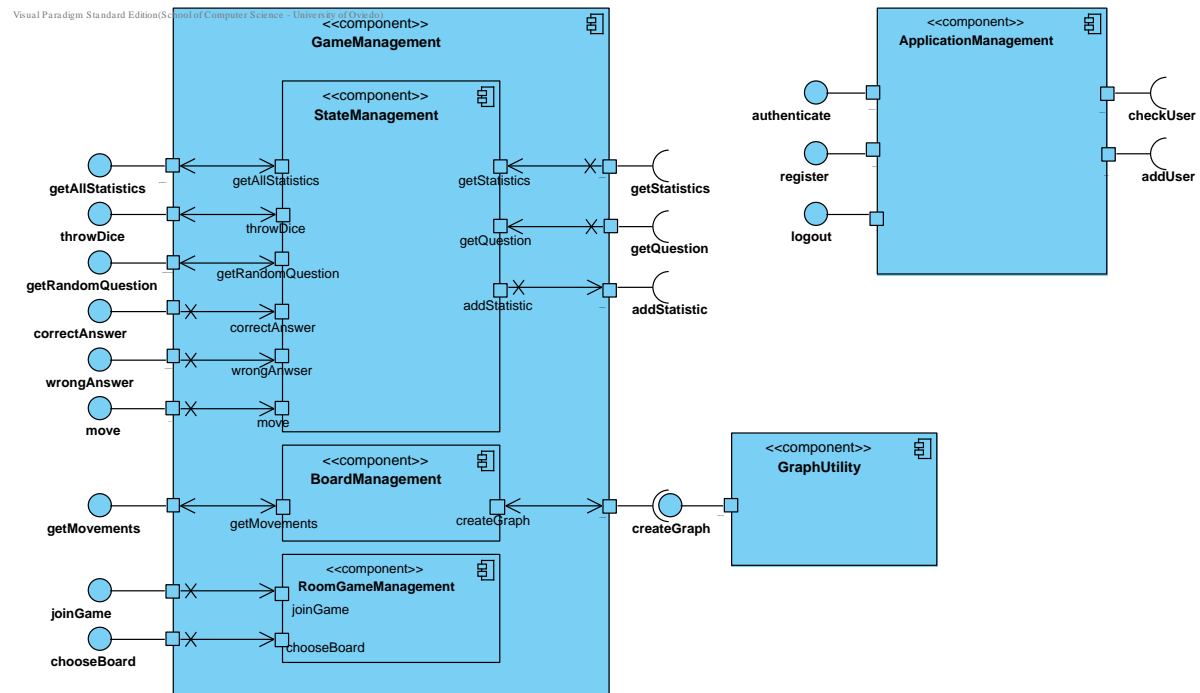 Visual Paradigm Standard Edition(School of Computer Science - University of Oviedo)
<<component>>
GameManagement
<<component>>
ApplicationManagement
<<component>>
StateManagement
authenticate
checkUser
register
addUser
logout
getAllStatistics
getAllStatistics
getStatistics
getStatistics
throwDice
throwDice
getQuestion
getQuestion
getRandomQuestion
getRandomQuestion
addStatistic
addStatistic
correctAnswer
correctAnswer
wrongAnswer
wrongAnwser
move
move
<<component>>
BoardManagement
<<component>>
GraphUtility
getMovements
getMovements
createGraph
createGraph
<<component>>
RoomGameManagement
joinGame
joinGame
chooseBoard
chooseBoard